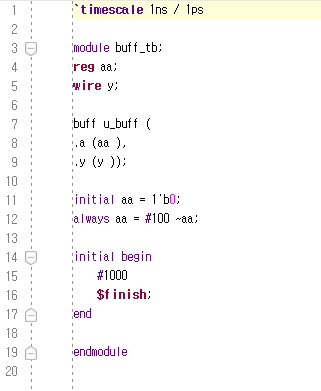 1 `timescale 1ns / 1ps
2
3 module buff_tb;
4 reg aa;
5 wire y;
6
7 buff u_buff (
8 .a (aa ),
9 .y (y ));
10
11 initial aa = 1'b0;
12 always aa = #100 ~aa;
13
14 initial begin
15 #1000
16 $finish;
17 end
18
19 endmodule
20